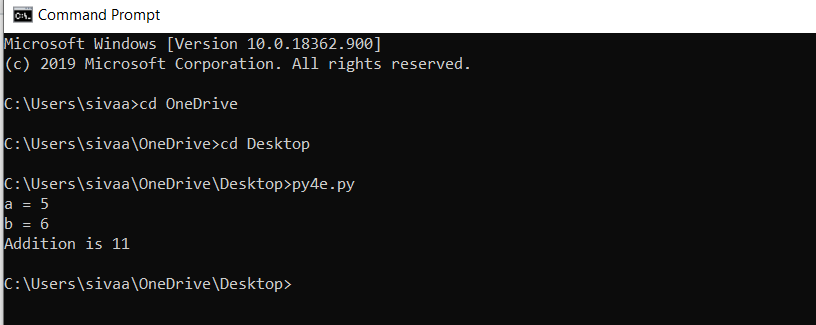 Command Prompt
Microsoft Windows [Version 10.0.18362.900]
(c) 2019 Microsoft Corporation. All rights reserved.
C:\Users\sivaa>cd OneDrive
C:\Users\sivaa\OneDrive>cd Desktop
C:\Users\sivaa\OneDrive\Desktop>py4e.py
a = 5
b = 6
Addition is 11
C:\Users\sivaa\OneDrive\Desktop>